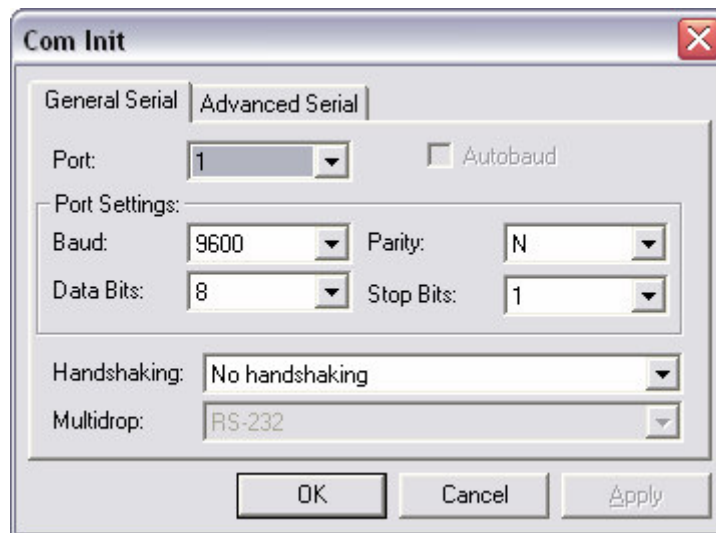 Com Init
General Serial Advanced Serial
Port: 1 Autobaud
Port Settings:
Baud: 9600 Parity: N
Data Bits: 8 Stop Bits: 1
Handshaking: No handshaking
Multidrop: RS-232
OK Cancel Apply